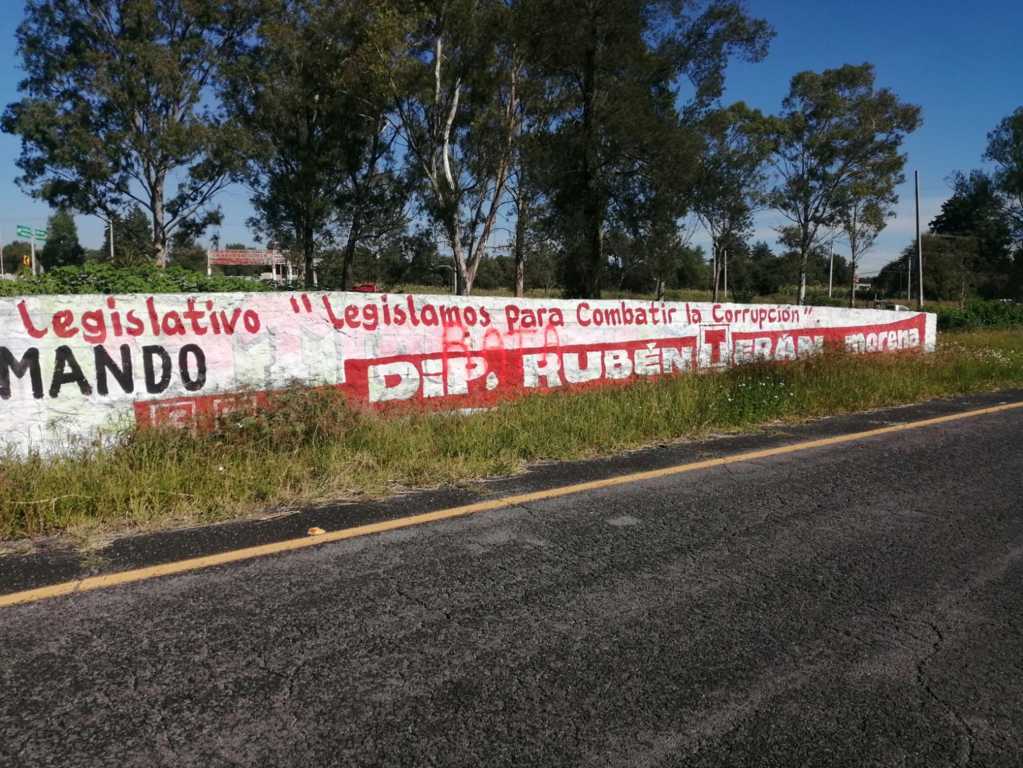 Legislativo "Legislamos Para Combatir la Corrupción"
MANDO
DiP. RUBÉN TERÁN morena